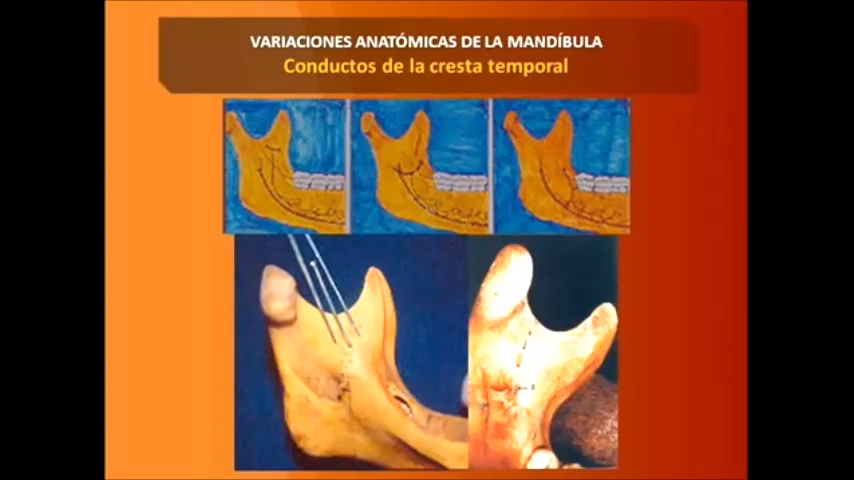 VARIACIONES ANATÓMICAS DE LA MANDÍBULA
Conductos de la cresta temporal